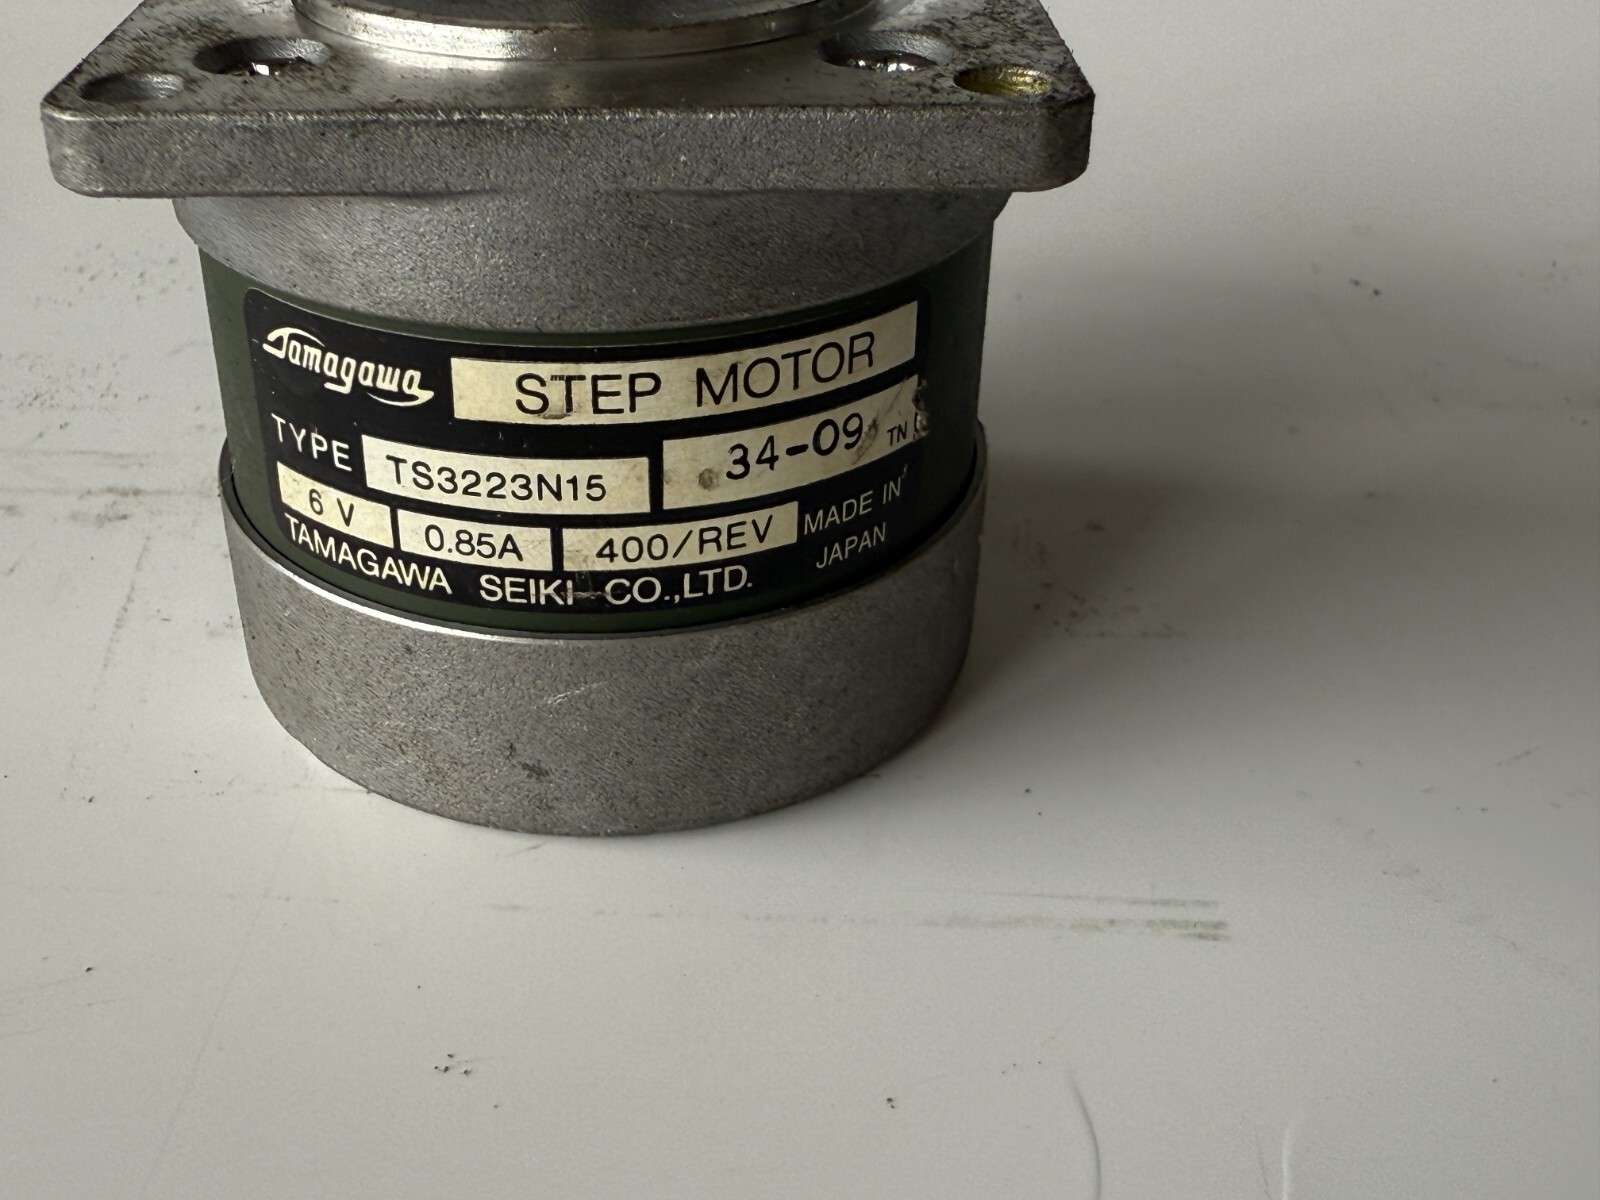 Tamagawa STEP MOTOR
TYPE TS3223N15 34-09 TN
6 V 0.85A 400/REV MADE IN
TAMAGAWA SEIKI CO.,LTD. JAPAN